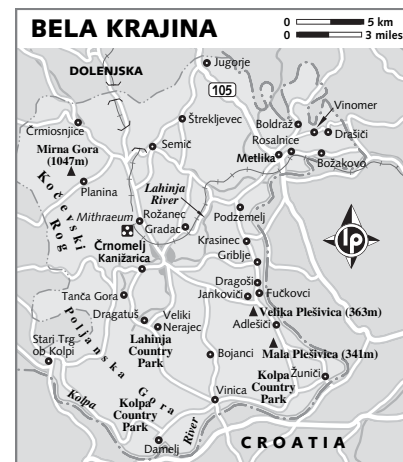 BELA KRAJINA
0 5 km
0 3 miles
Jugorje
DOLENJSKA
105
Vinomer
Štrekljevec
Boldraž
Črmiosnjice
Drašiči
Rosalnice
Mirna Gora
(1047m)
Semič
Metlika
Božakovo
Planina
Lahinja
River
Kočevski
Rog
Mithraeum
Rožanec
Podzemelj
Gradac
Krasinec
Črnomelj
Kanižarica
Griblje
lp
Dragoši
Tanča Gora
Jankoviči
Fučkovci
Velika Plešivica (363m)
Dragatuš
Veliki
Nerajec
Adlešiči
Poljanska Gora
Stari Trg
ob Kolpi
Lahinja
Country
Park
Bojanci
Mala Plešivica (341m)
Kolpa
Country
Park
Žuniči
Kolpa
Kolpa
Country
Park
Vinica
River
Damelj
CROATIA